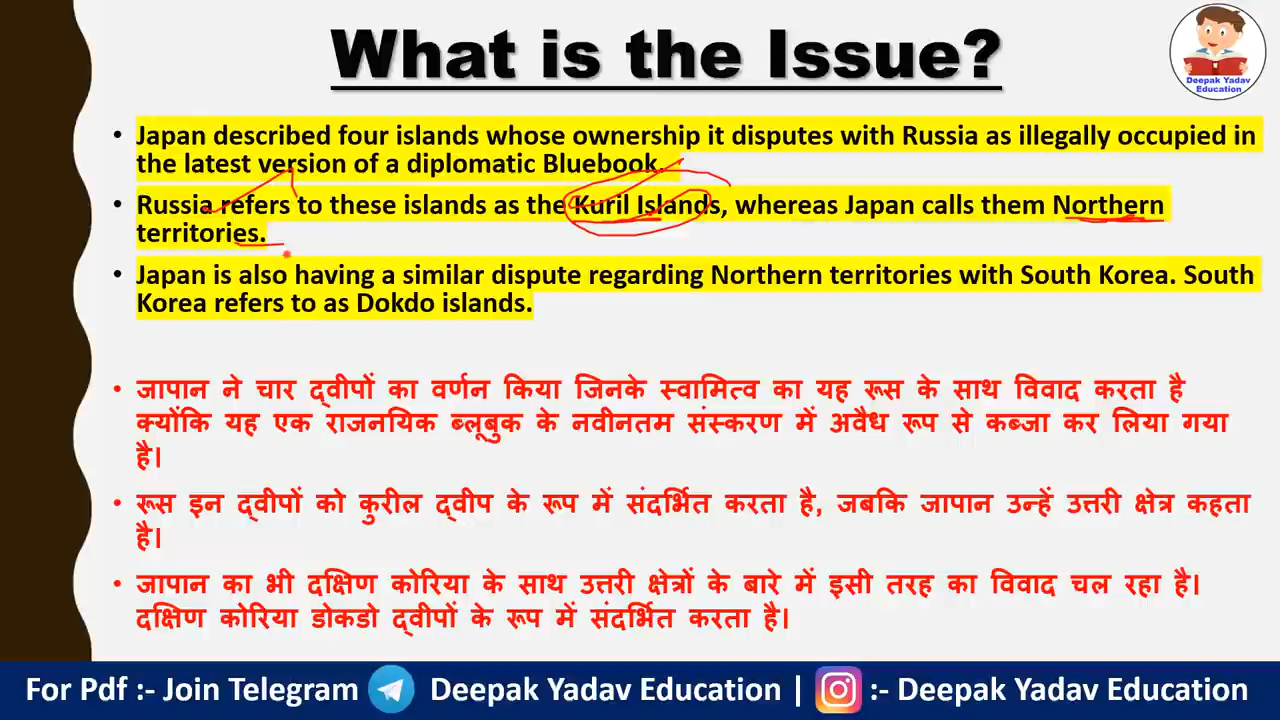 What is the Issue?
Deepak Yadav
Education
• Japan described four islands whose ownership it disputes with Russia as illegally occupied in
the latest version of a diplomatic Bluebook.
• Russia refers to these islands as the Kuril Islands, whereas Japan calls them Northern
territories.
• Japan is also having a similar dispute regarding Northern territories with South Korea. South
Korea refers to as Dokdo islands.
• जापान ने चार द्वीपों का वर्णन किया जिनके स्वामित्व का यह रूस के साथ विवाद करता है
क्योंकि यह एक राजनयिक ब्लूबुक के नवीनतम संस्करण में अवैध रूप से कब्जा कर लिया गया
है।
• रूस इन द्वीपों को कुरील द्वीप के रूप में संदर्भित करता है, जबकि जापान उन्हें उत्तरी क्षेत्र कहता
है।
• जापान का भी दक्षिण कोरिया के साथ उत्तरी क्षेत्रों के बारे में इसी तरह का विवाद चल रहा है।
दक्षिण कोरिया डोकडो द्वीपों के रूप में संदर्भित करता है।
For Pdf :- Join Telegram Deepak Yadav Education | :- Deepak Yadav Education